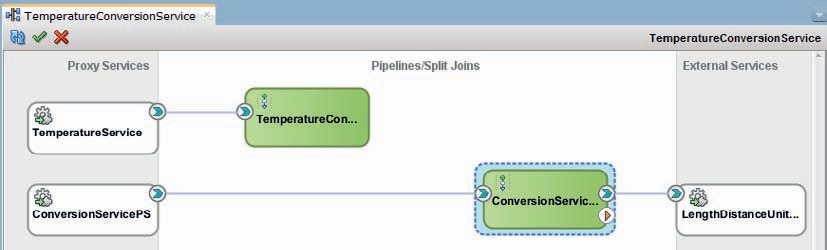 TemperatureConversionService
TemperatureConversionService
Proxy Services Pipelines/Split Joins External Services
TemperatureService TemperatureCon...
ConversionServicePS ConversionServic... LengthDistanceUnit...